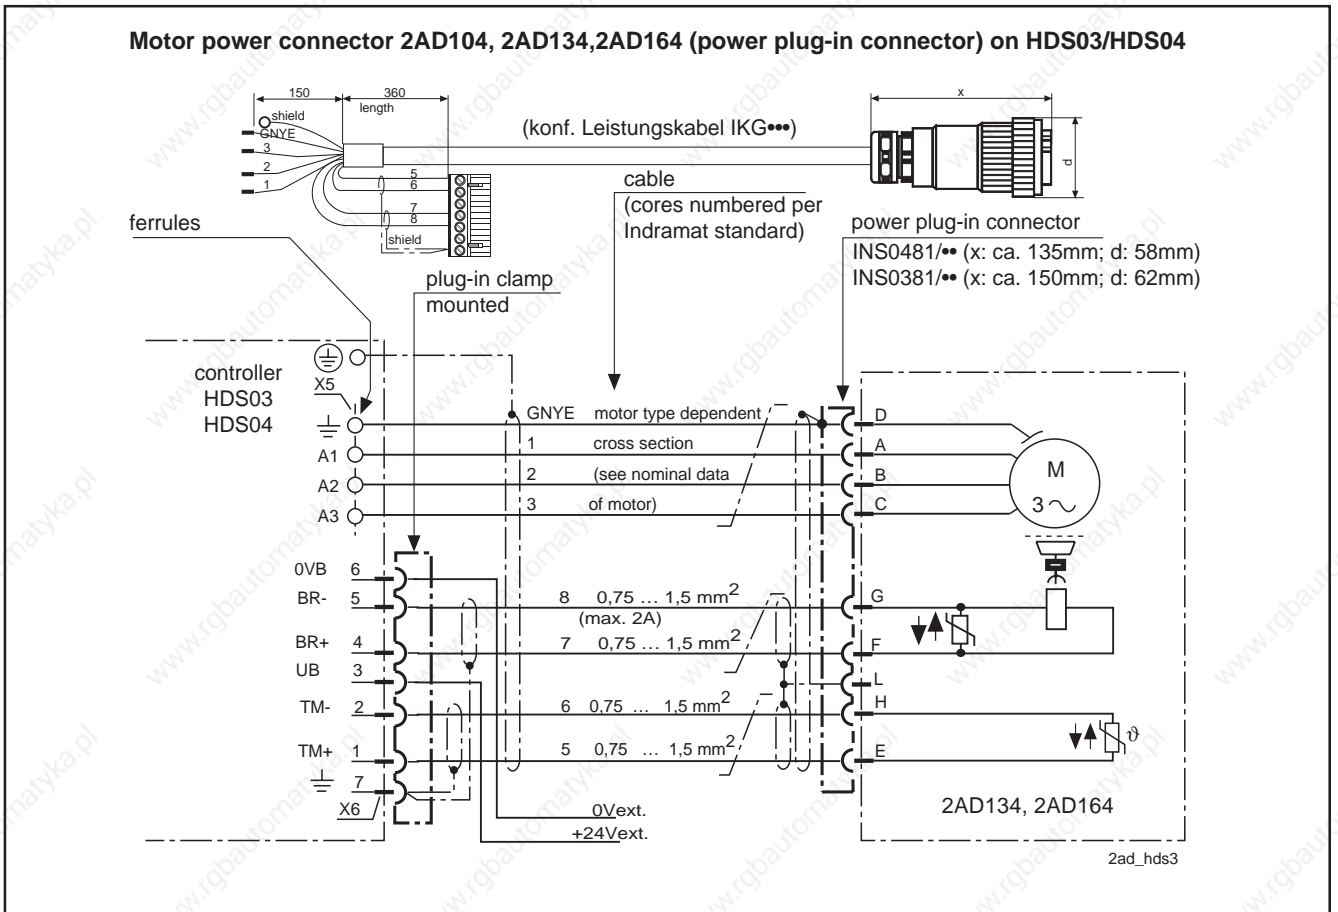 Motor power connector 2AD104, 2AD134,2AD164 (power plug-in connector) on HDS03/HDS04
150
360
length
x
shield
GNYE
3
2
1
(konf. Leistungskabel IKG•••)
d
5
6
7
8
shield
cable
(cores numbered per
Indramat standard)
ferrules
power plug-in connector
INS0481/•• (x: ca. 135mm; d: 58mm)
INS0381/•• (x: ca. 150mm; d: 62mm)
plug-in clamp
mounted
controller
HDS03
HDS04
X5
GNYE motor type dependent
D
A1
1 cross section
A
A2
2 (see nominal data
B
A3
3 of motor)
C
M
3
0VB 6
BR- 5
8 0,75 ... 1,5 mm²
(max. 2A)
G
BR+ 4
7 0,75 ... 1,5 mm²
F
UB 3
L
TM- 2
6 0,75 ... 1,5 mm²
H
TM+ 1
5 0,75 ... 1,5 mm²
E
ϑ
7
X6
0Vext.
+24Vext.
2AD134, 2AD164
2ad_hds3
www.rgbautomatyka.pl